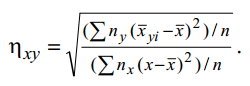 η_xy = √( ( (∑ n_y (x̄_yi – x̄)²) / n ) / ( (∑ n_x (x – x̄)²) / n ) ) .